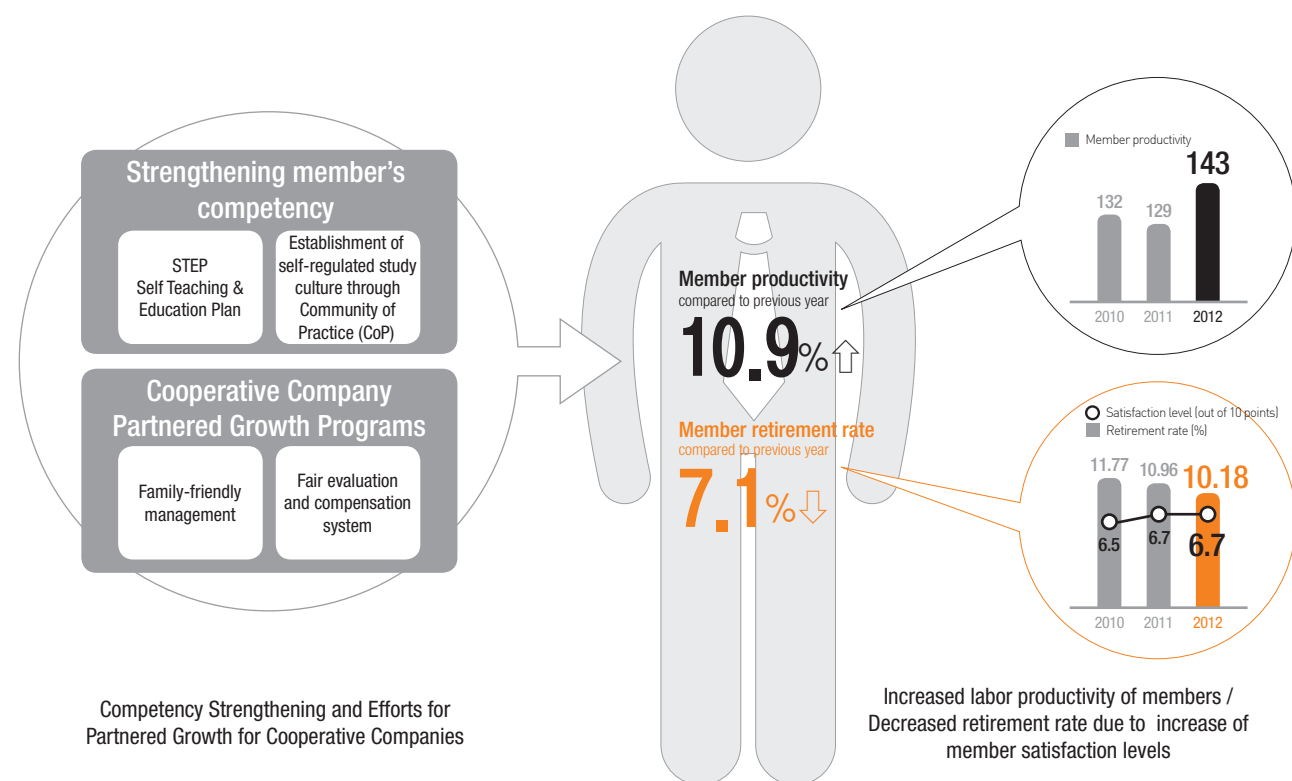 Strengthening member's
competency
STEP
Self Teaching &
Education Plan
Establishment of
self-regulated study
culture through
Community of
Practice (CoP)
Cooperative Company
Partnered Growth Programs
Family-friendly
management
Fair evaluation
and compensation
system
Competency Strengthening and Efforts for
Partnered Growth for Cooperative Companies
Member productivity
compared to previous year
10.9%
Member retirement rate
compared to previous year
7.1%
Member productivity
132
129
143
2010
2011
2012
Satisfaction level (out of 10 points)
Retirement rate (%)
11.77
10.96
10.18
6.5
6.7
6.7
2010
2011
2012
Increased labor productivity of members /
Decreased retirement rate due to increase of
member satisfaction levels